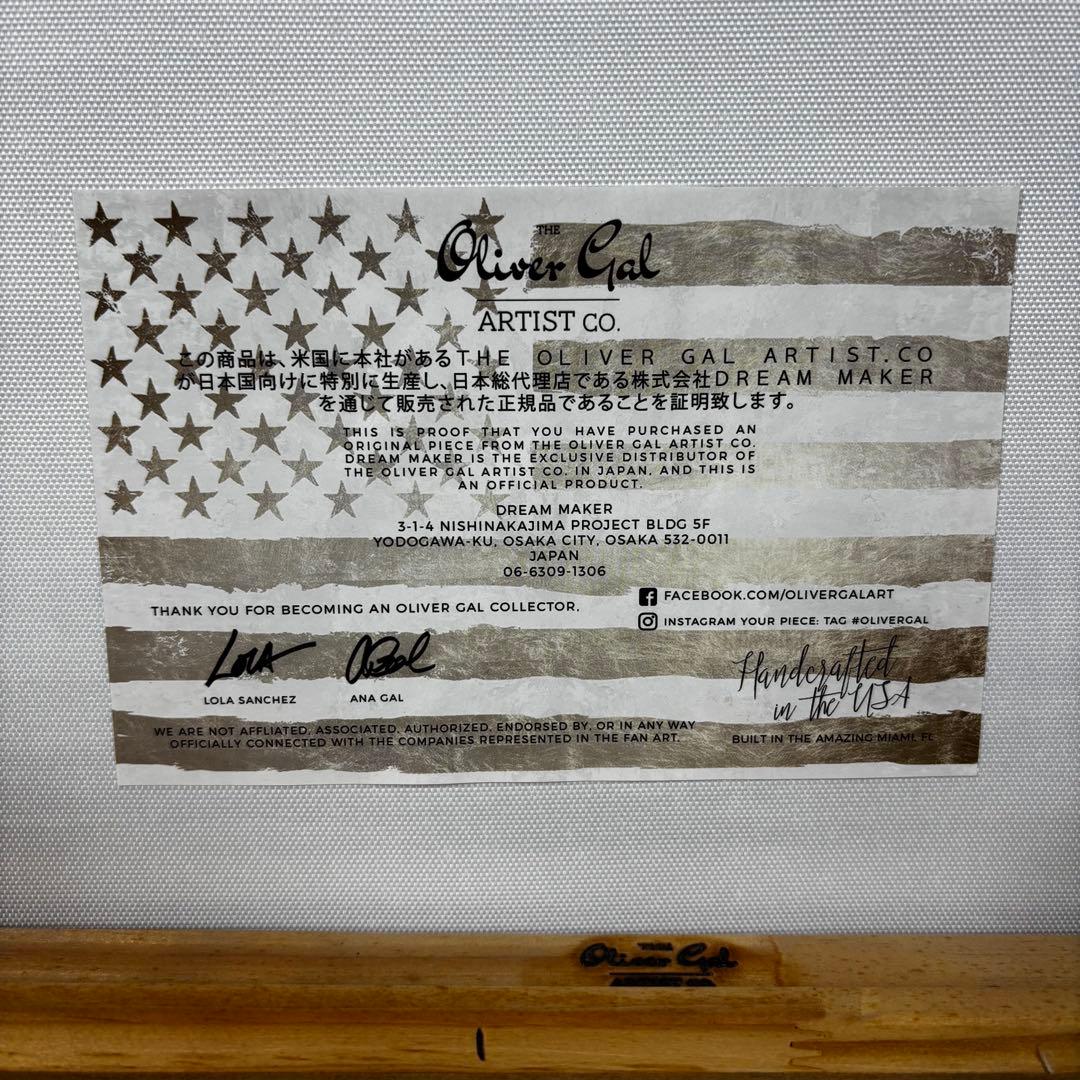 THE
Oliver Gal
ARTIST CO.
この商品は、米国に本社があるTHE OLIVER GAL ARTIST.CO
が日本国向けに特別に生産し、日本総代理店である株式会社DREAM MAKER
を通じて販売された正規品であることを証明致します。
THIS IS PROOF THAT YOU HAVE PURCHASED AN
ORIGINAL PIECE FROM THE OLIVER GAL ARTIST CO.
DREAM MAKER IS THE EXCLUSIVE DISTRIBUTOR OF
THE OLIVER GAL ARTIST CO. IN JAPAN, AND THIS IS
AN OFFICIAL PRODUCT.
DREAM MAKER
3-1-4 NISHINAKAJIMA PROJECT BLDG 5F
YODOGAWA-KU, OSAKA CITY, OSAKA 532-0011
JAPAN
06-6309-1306
FACEBOOK.COM/OLIVERGALART
INSTAGRAM YOUR PIECE: TAG #OLIVERGAL
THANK YOU FOR BECOMING AN OLIVER GAL COLLECTOR.
LOLA
LOLA SANCHEZ
ANA GAL
Handcrafted
in the USA
BUILT IN THE AMAZING MIAMI, FL
WE ARE NOT AFFLIATED, ASSOCIATED, AUTHORIZED, ENDORSED BY, OR IN ANY WAY
OFFICIALLY CONNECTED WITH THE COMPANIES REPRESENTED IN THE FAN ART.
THE
Oliver Gal
ARTIST CO